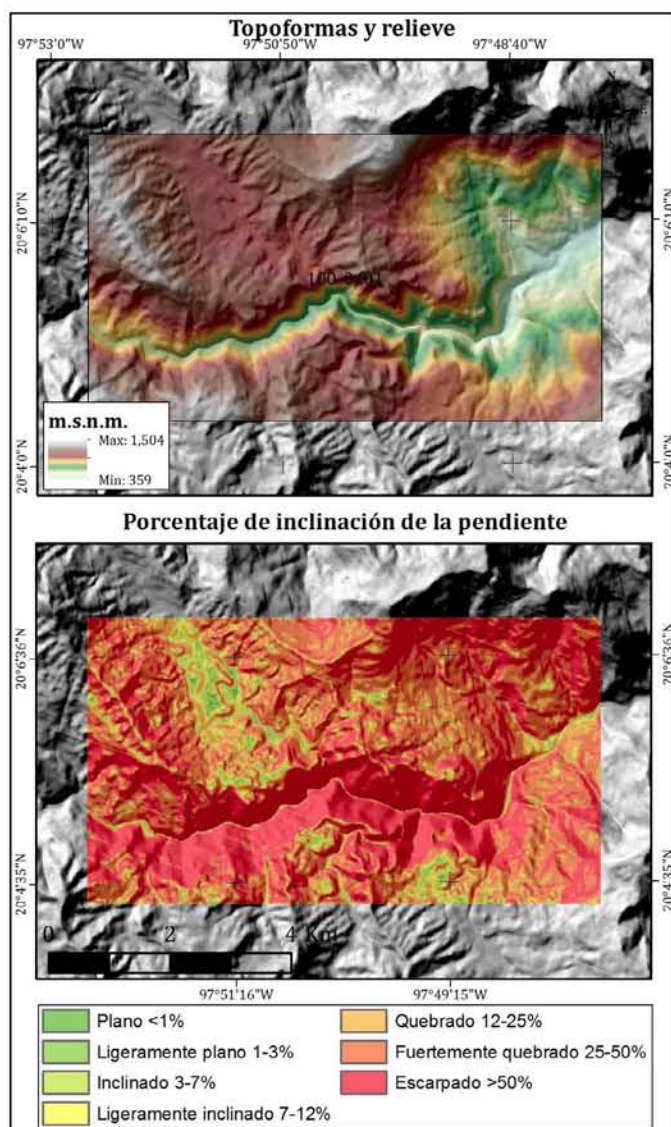 Topoformas y relieve
97°53'0"W 97°50'50"W 97°48'40"W
20°6'10"N 20°6'10"N
m.s.n.m.
Max: 1,504
Min: 359
20°4'0"N 20°4'0"N
Porcentaje de inclinación de la pendiente
20°6'36"N 20°6'36"N
20°4'35"N 20°4'35"N
0 2 4 Km
97°51'16"W 97°49'15"W
Plano <1%
Ligeramente plano 1-3%
Inclinado 3-7%
Ligeramente inclinado 7-12%
Quebrado 12-25%
Fuertemente quebrado 25-50%
Escarpado >50%